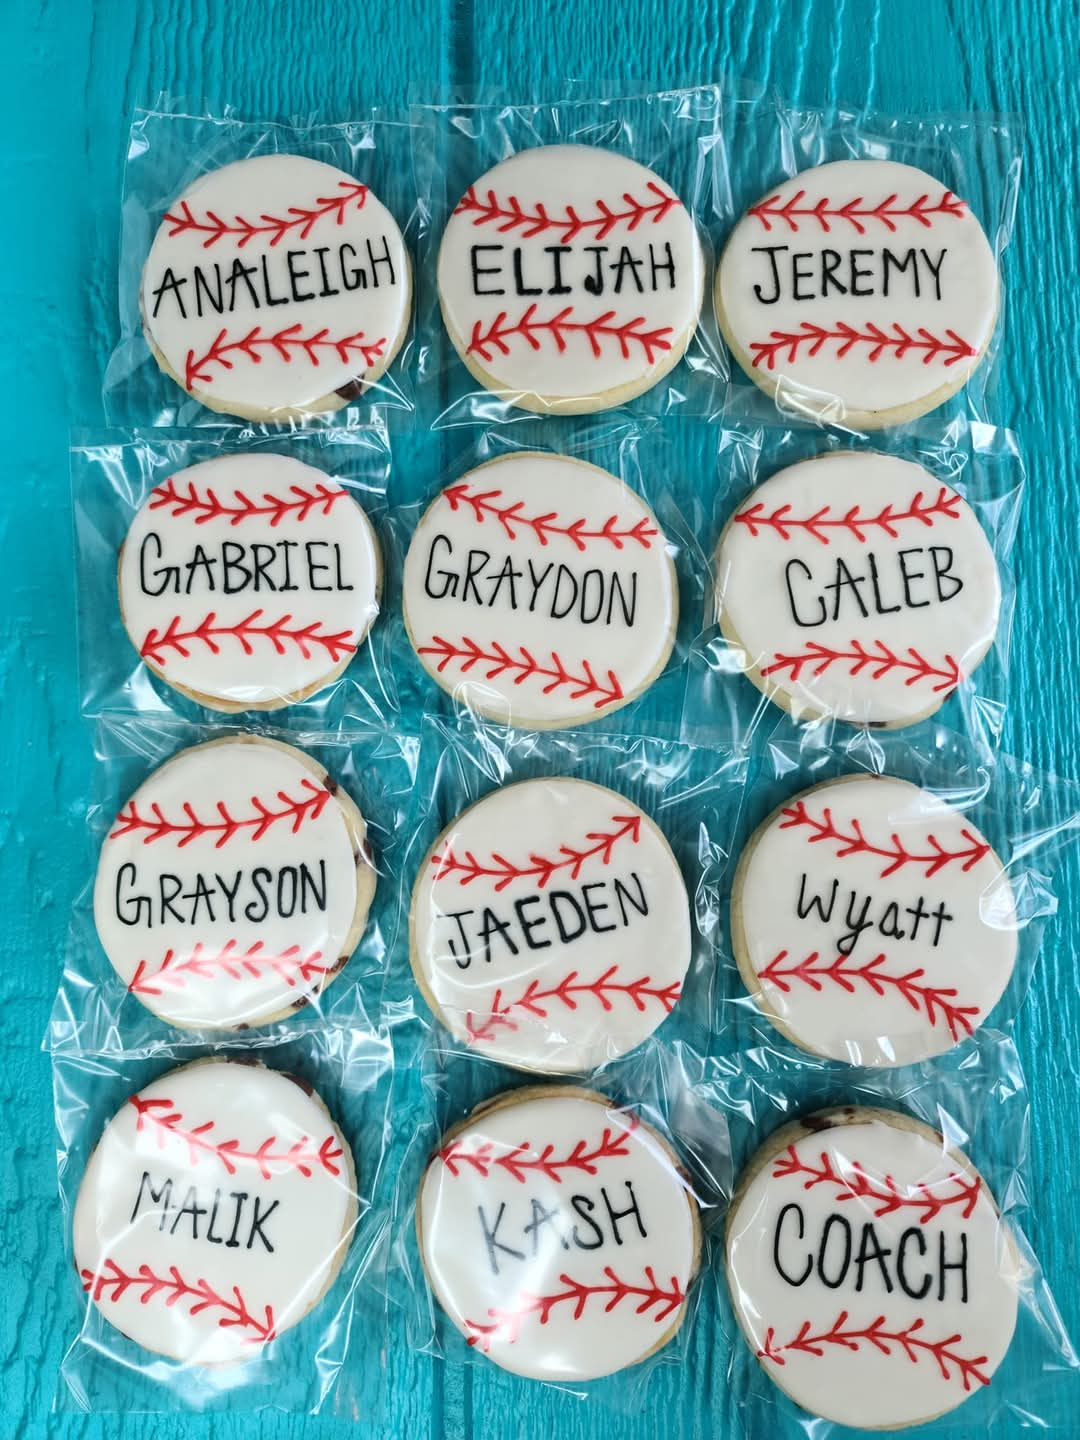 ANALEIGH
ELIJAH
JEREMY
GABRIEL
GRAYDON
CALEB
GRAYSON
JAEDEN
Wyatt
MALIK
KASH
COACH